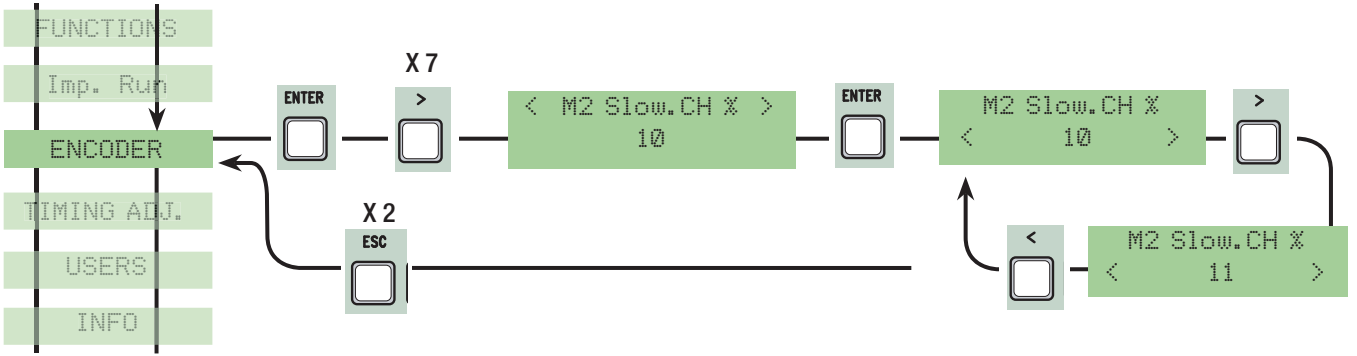 FUNCTIONS
Imp. Run
ENCODER
TIMING ADJ.
USERS
INFO
ENTER
X 7
>
< M2 Slow.CH % >
10
ENTER
M2 Slow.CH %
< 10 >
>
M2 Slow.CH %
< 11 >
<
X 2
ESC